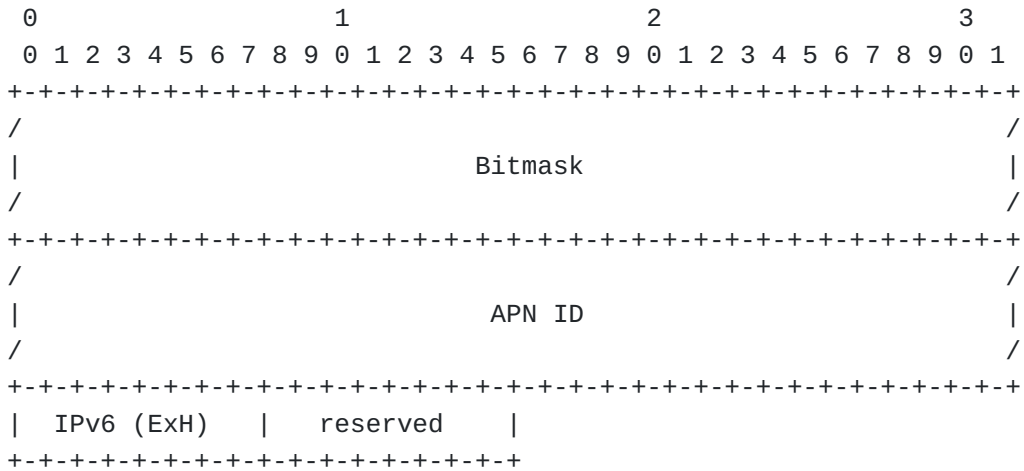 0                   1                   2                   3
 0 1 2 3 4 5 6 7 8 9 0 1 2 3 4 5 6 7 8 9 0 1 2 3 4 5 6 7 8 9 0 1
+-+-+-+-+-+-+-+-+-+-+-+-+-+-+-+-+-+-+-+-+-+-+-+-+-+-+-+-+-+-+-+-+
/                                                               /
|                             Bitmask                           |
/                                                               /
+-+-+-+-+-+-+-+-+-+-+-+-+-+-+-+-+-+-+-+-+-+-+-+-+-+-+-+-+-+-+-+-+
/                                                               /
|                              APN ID                           |
/                                                               /
+-+-+-+-+-+-+-+-+-+-+-+-+-+-+-+-+-+-+-+-+-+-+-+-+-+-+-+-+-+-+-+-+
|  IPv6 (ExH)   |   reserved    |
+-+-+-+-+-+-+-+-+-+-+-+-+-+-+-+-+